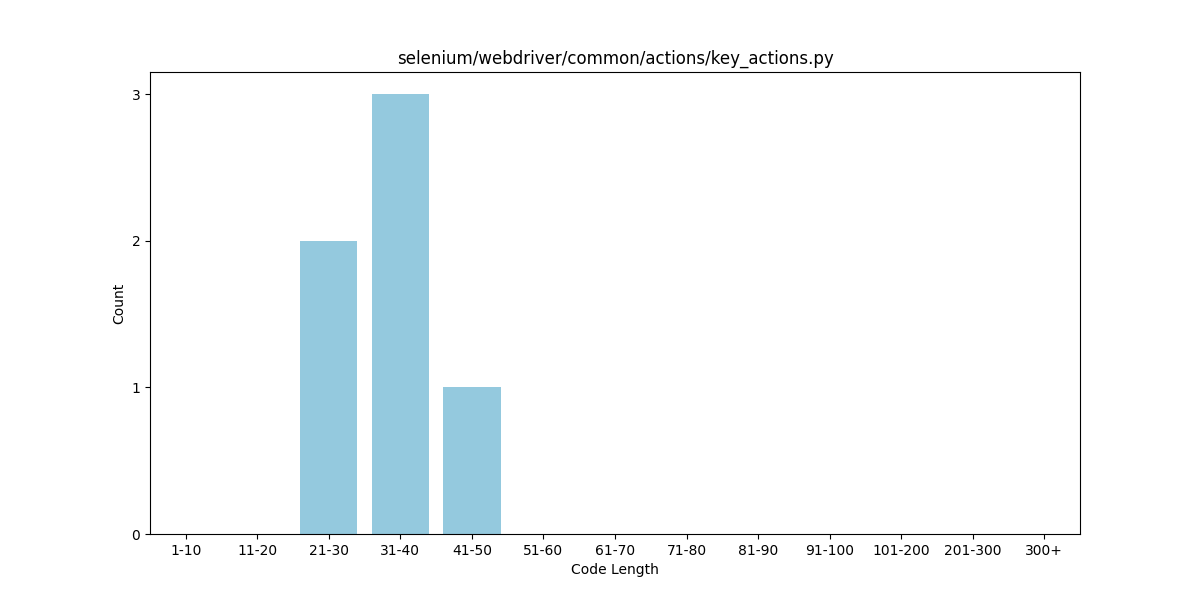 selenium/webdriver/common/actions/key_actions.py
3
2
1
0
Count
1-10 11-20 21-30 31-40 41-50 51-60 61-70 71-80 81-90 91-100 101-200 201-300 300+
Code Length